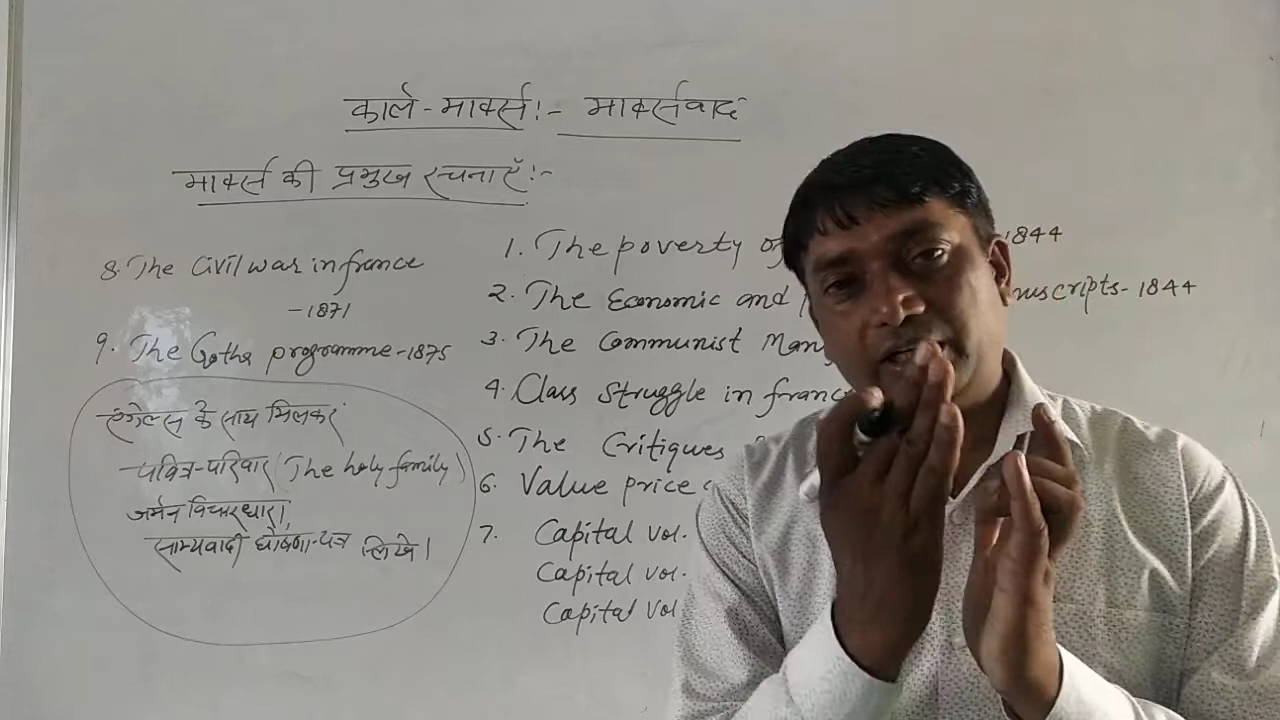 कार्ल-मार्क्स:- मार्क्सवाद
मार्क्स की प्रमुख रचनाएँ:-
1. The poverty of 1844
2. The Economic and nuscripts-1844
3. The Communist Man
4. Class struggle in franc
5. The Critiques
6. Value price
7. Capital vol.
Capital vol.
Capital Vol
8. The Civil war in france
-1871
9. The Gotha programme-1875
एंगेल्स के साथ मिलकर
-पवित्र-परिवार (The holy family)
जर्मन विचारधारा,
साम्यवादी घोषणा-पत्र लिखे।